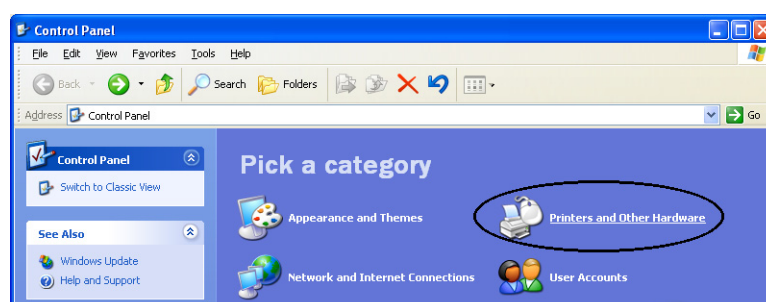 Control Panel
File Edit View Favorites Tools Help
Back Search Folders
Address Control Panel Go
Control Panel
Switch to Classic View
See Also
Windows Update
Help and Support
Pick a category
Appearance and Themes Printers and Other Hardware
Network and Internet Connections User Accounts